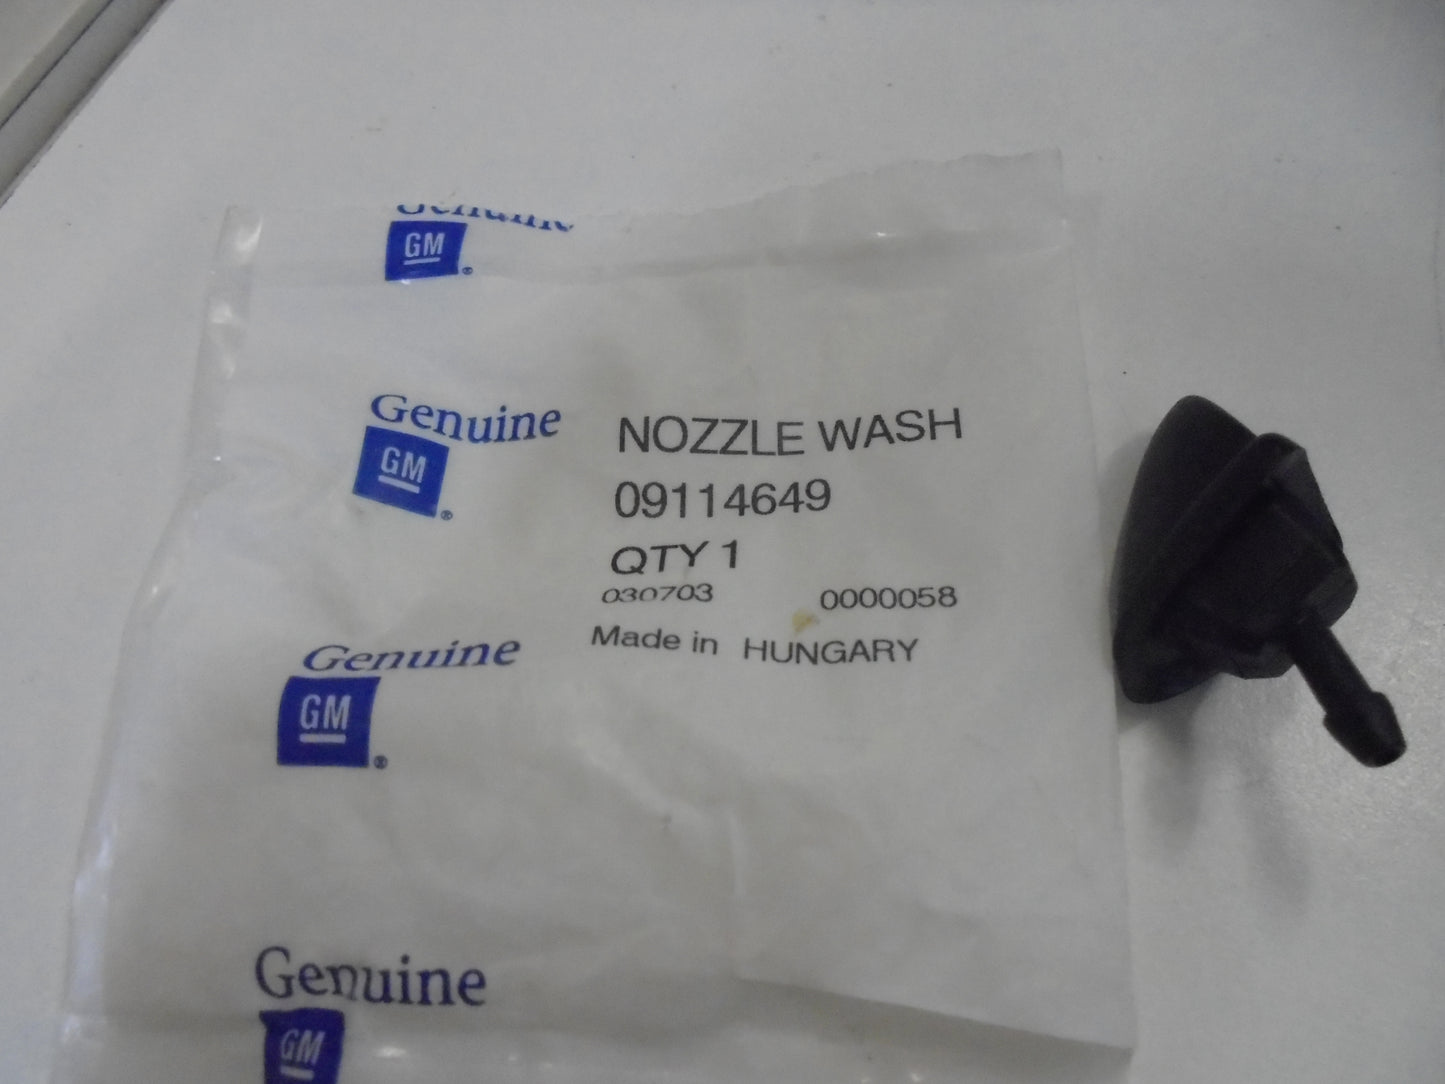 Genuine
GM ®
Genuine
GM ®
NOZZLE WASH
09114649
QTY 1
030703 0000058
Made in HUNGARY
Genuine
GM ®
Genuine
GM